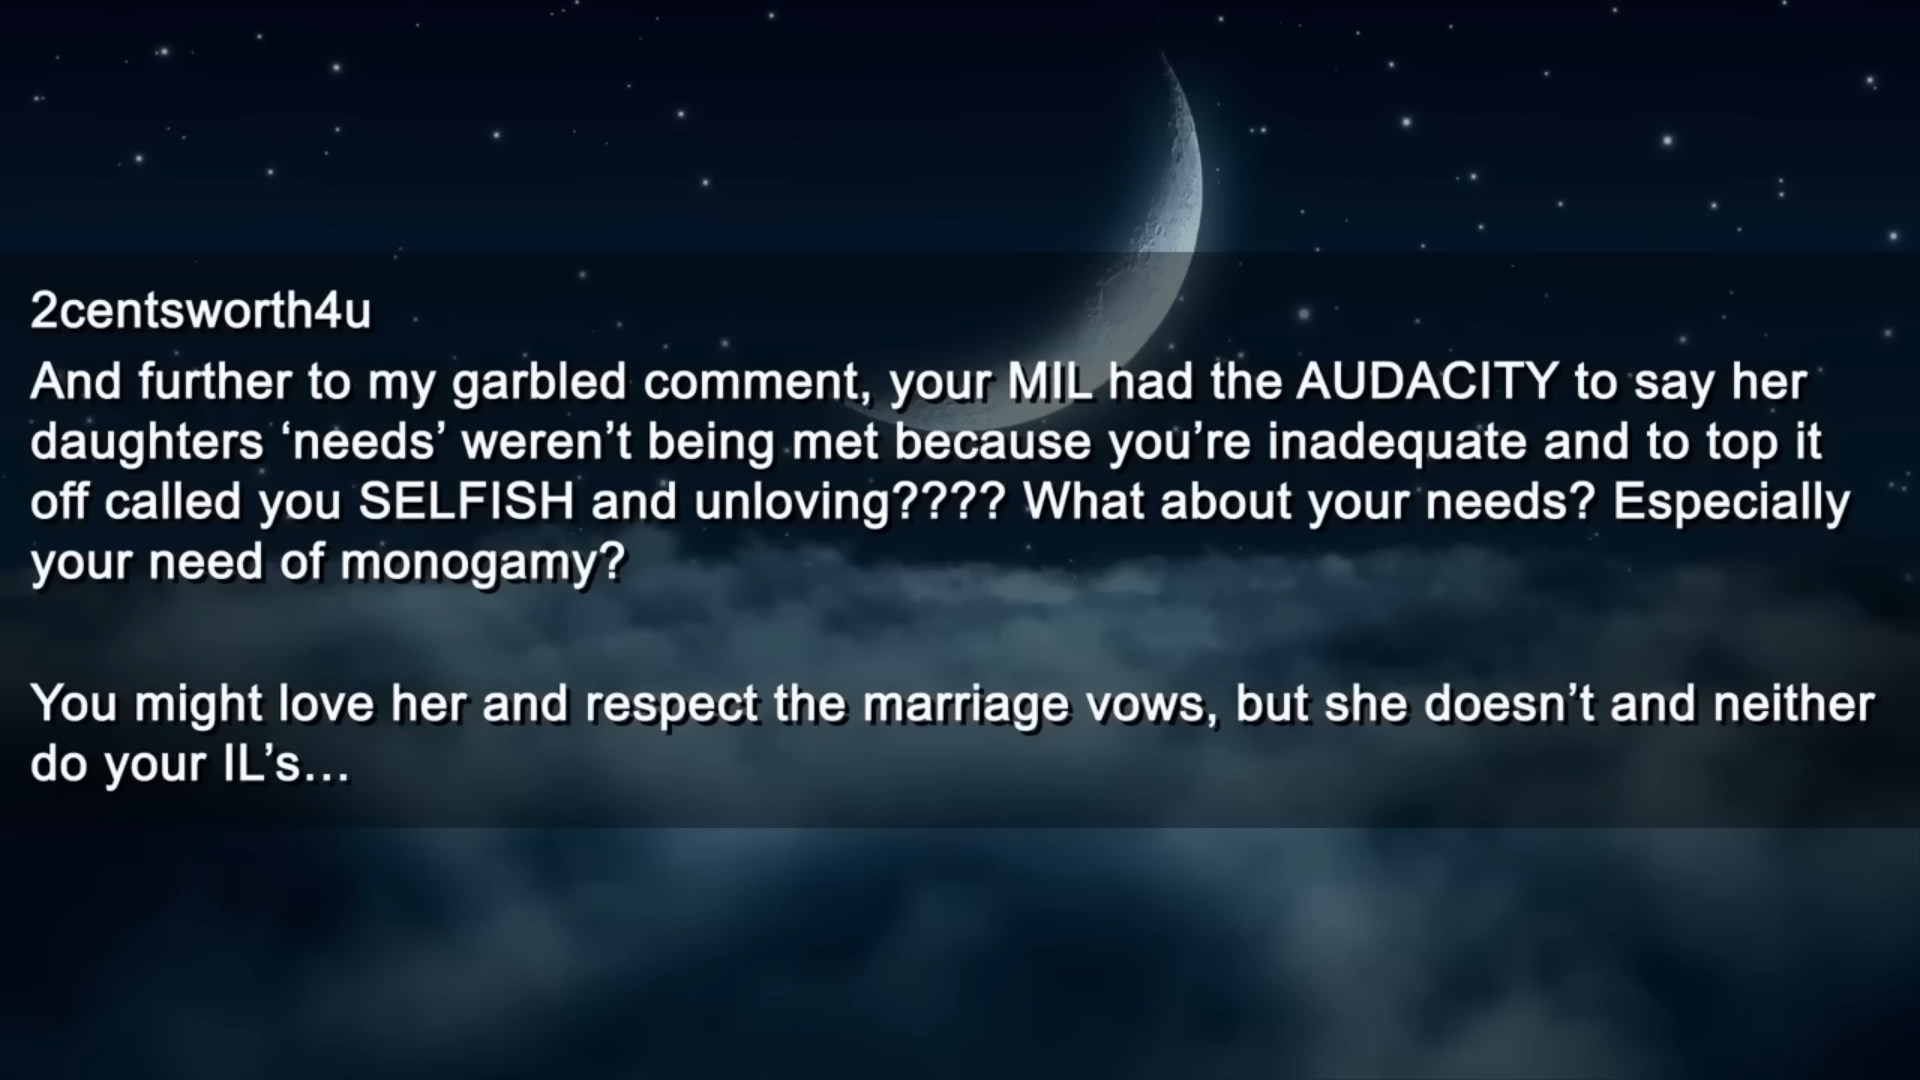 2centsworth4u
And further to my garbled comment, your MIL had the AUDACITY to say her
daughters ‘needs’ weren’t being met because you’re inadequate and to top it
off called you SELFISH and unloving???? What about your needs? Especially
your need of monogamy?
You might love her and respect the marriage vows, but she doesn’t and neither
do your IL’s...